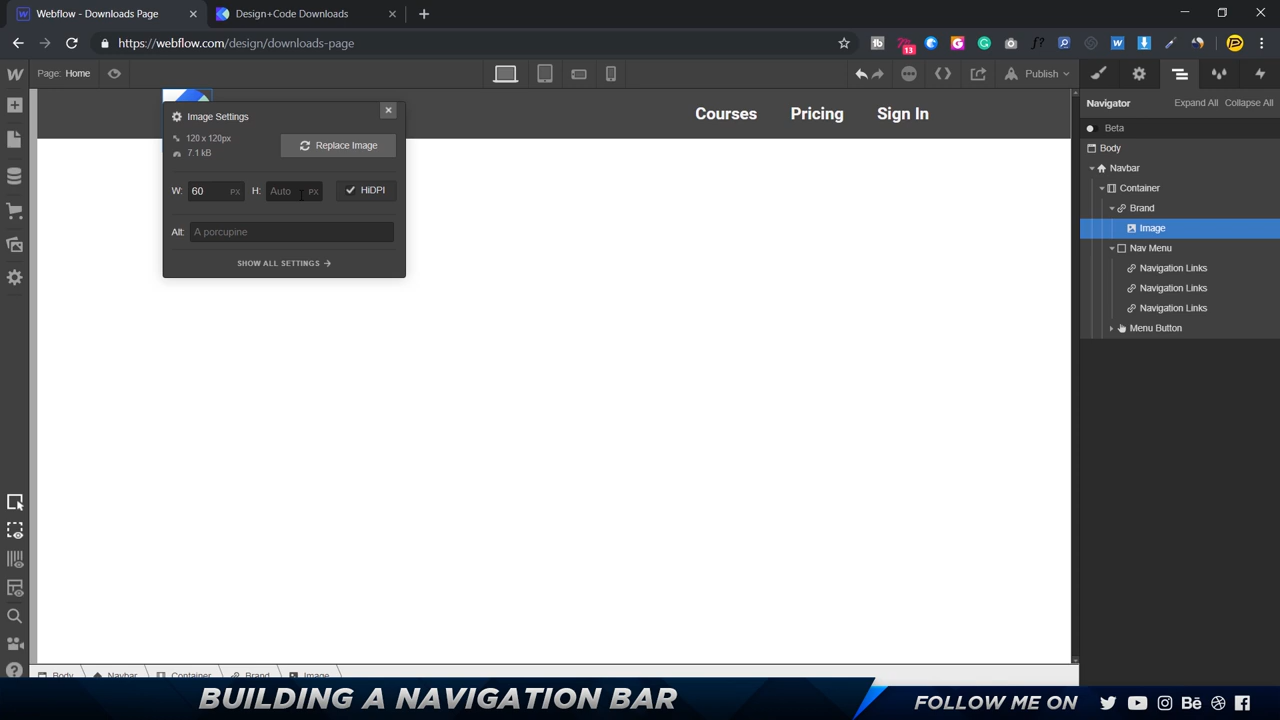 Webflow - Downloads Page
Design+Code Downloads
https://webflow.com/design/downloads-page
13
Page: Home
Publish
Image Settings
120 x 120px
7.1 kB
Replace Image
W: 60 PX H: Auto PX HiDPI
Alt: A porcupine
SHOW ALL SETTINGS
Courses Pricing Sign In
Navigator Expand All Collapse All
Beta
Body
Navbar
Container
Brand
Image
Nav Menu
Navigation Links
Navigation Links
Navigation Links
Menu Button
Body Navbar Container Brand Image
BUILDING A NAVIGATION BAR
FOLLOW ME ON